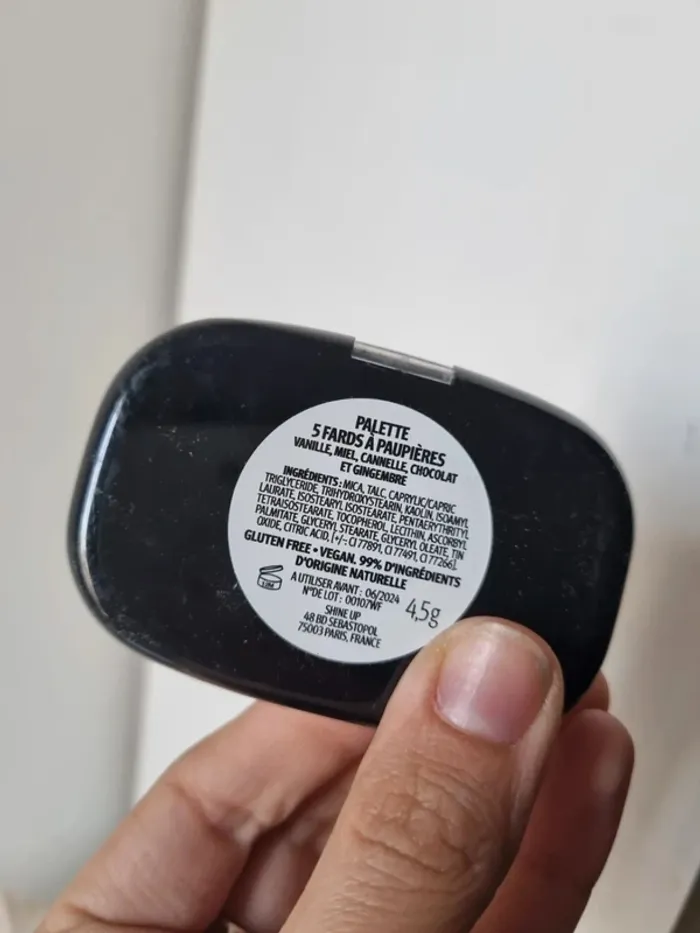 PALETTE
5 FARDS À PAUPIÈRES
VANILLE, MIEL, CANNELLE, CHOCOLAT
ET GINGEMBRE
INGRÉDIENTS : MICA, TALC, CAPRYLIC/CAPRIC
TRIGLYCERIDE, TRIHYDROXYSTEARIN, KAOLIN, ISOAMYL
LAURATE, ISOSTEARYL ISOSTEARATE, PENTAERYTHRITYL
TETRAISOSTEARATE, TOCOPHEROL, LECITHIN, ASCORBYL
PALMITATE, GLYCERYL STEARATE, GLYCERYL OLEATE, TIN
OXIDE, CITRIC ACID, [+/-: CI 77891, CI 77491, CI 77266].
GLUTEN FREE • VEGAN. 99% D'INGRÉDIENTS
D'ORIGINE NATURELLE
A UTILISER AVANT : 06/2024
N°DE LOT : 00107WF
4,5g
SHINE UP
48 BD SEBASTOPOL
75003 PARIS, FRANCE